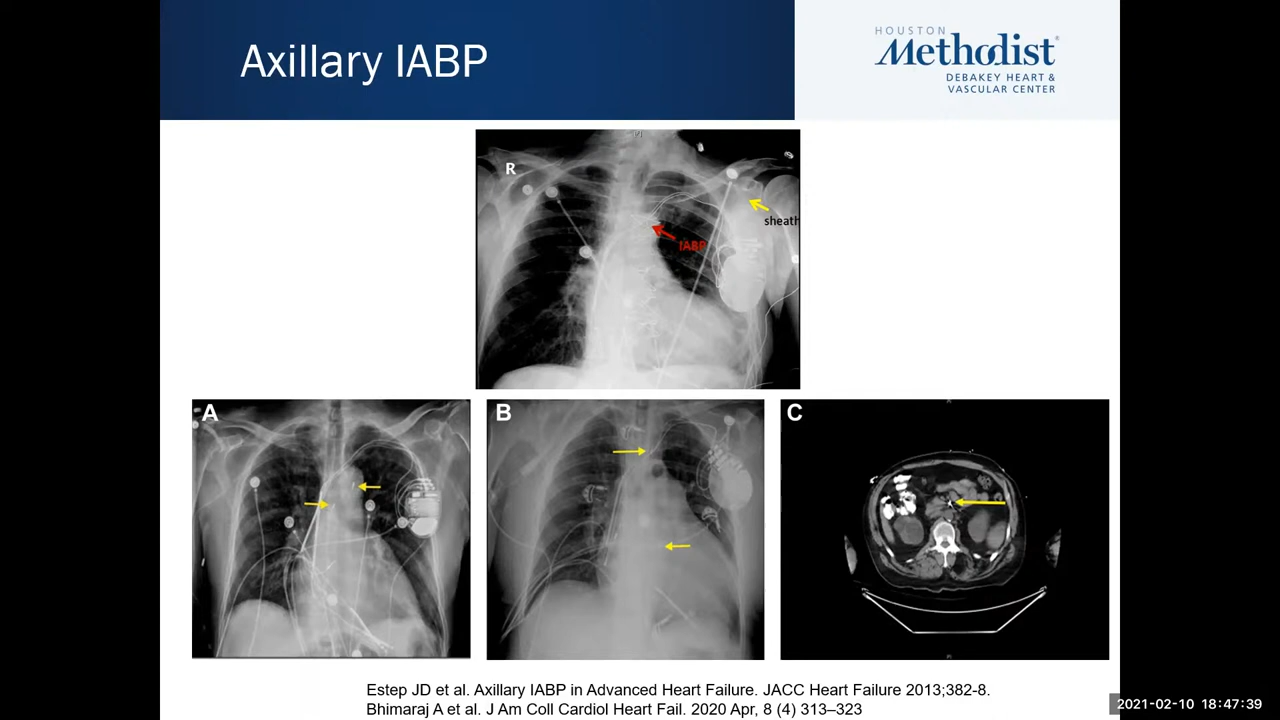 Axillary IABP
HOUSTON
Methodist®
DEBAKEY HEART &
VASCULAR CENTER
R
sheath
IABP
A
B
C
Estep JD et al. Axillary IABP in Advanced Heart Failure. JACC Heart Failure 2013;382-8.
Bhimaraj A et al. J Am Coll Cardiol Heart Fail. 2020 Apr, 8 (4) 313–323
2021-02-10 18:47:39